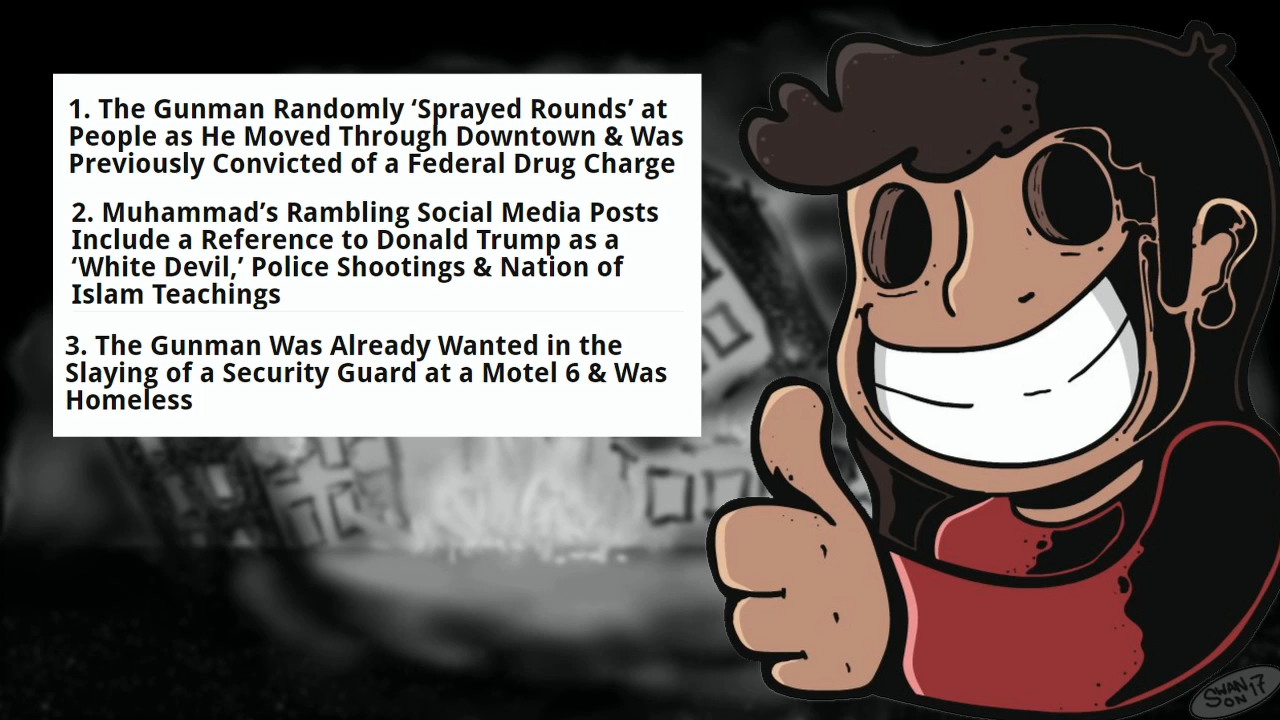 1. The Gunman Randomly ‘Sprayed Rounds’ at
People as He Moved Through Downtown & Was
Previously Convicted of a Federal Drug Charge
2. Muhammad’s Rambling Social Media Posts
Include a Reference to Donald Trump as a
‘White Devil,’ Police Shootings & Nation of
Islam Teachings
3. The Gunman Was Already Wanted in the
Slaying of a Security Guard at a Motel 6 & Was
Homeless
SWAN
SON 17